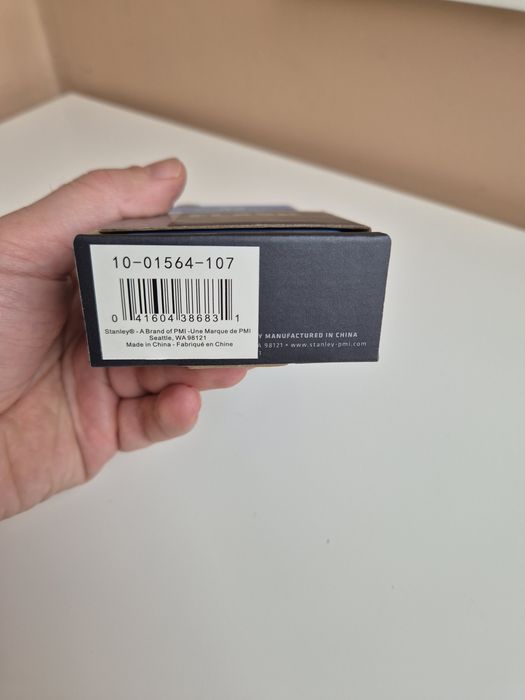 10-01564-107
0 41604 38683 1
Stanley® - A Brand of PMI -Une Marque de PMI
Seattle, WA 98121
Made in China - Fabriqué en Chine
MANUFACTURED IN CHINA
98121 • www.stanley-pmi.com